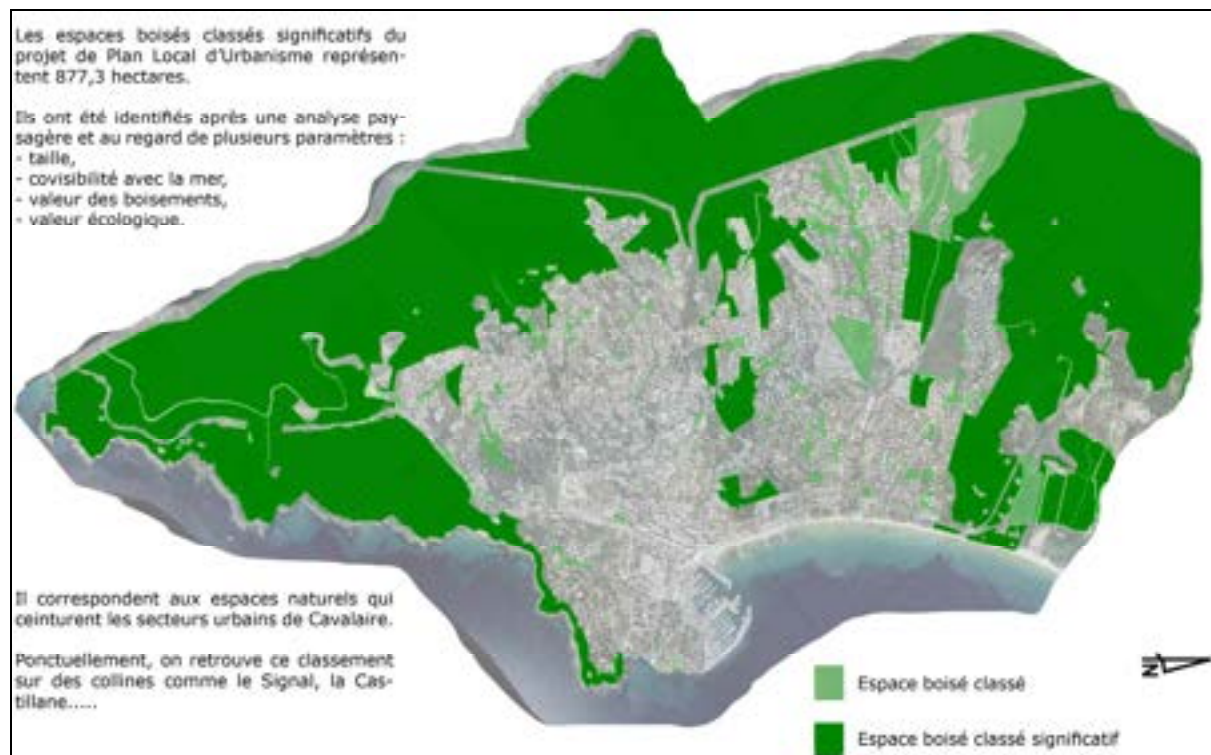 Les espaces boisés classés significatifs du
projet de Plan Local d'Urbanisme représen-
tent 877,3 hectares.
Ils ont été identifiés après une analyse pay-
sagère et au regard de plusieurs paramètres :
- taille,
- covisibilité avec la mer,
- valeur des boisements,
- valeur écologique.
Il correspondent aux espaces naturels qui
ceinturent les secteurs urbains de Cavalaire.
Ponctuellement, on retrouve ce classement
sur des collines comme le Signal, la Cas-
tillane.....
N
Espace boisé classé
Espace boisé classé significatif